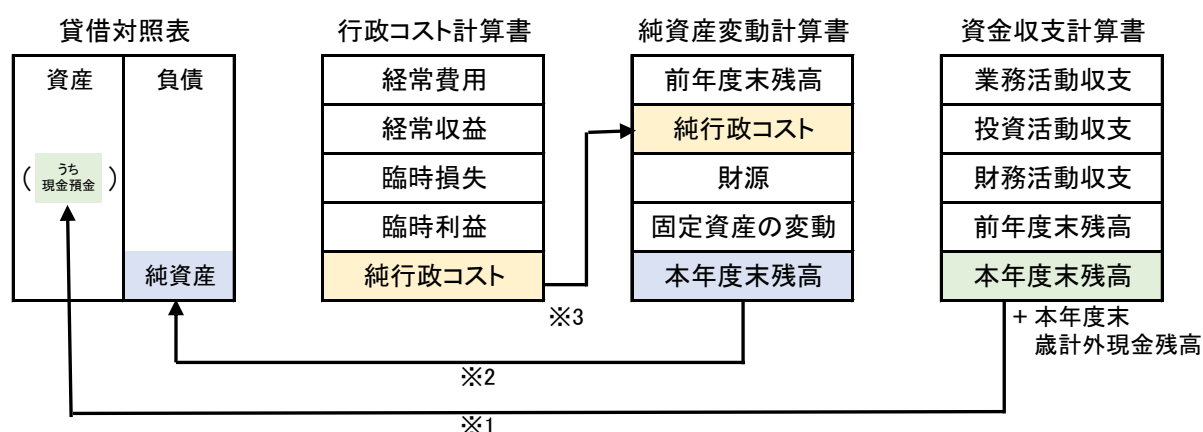 貸借対照表
資産
負債
( うち
現金預金 )
純資産
行政コスト計算書
経常費用
経常収益
臨時損失
臨時利益
純行政コスト
純資産変動計算書
前年度末残高
純行政コスト
財源
固定資産の変動
本年度末残高
資金収支計算書
業務活動収支
投資活動収支
財務活動収支
前年度末残高
本年度末残高
+ 本年度末
歳計外現金残高
※3
※2
※1